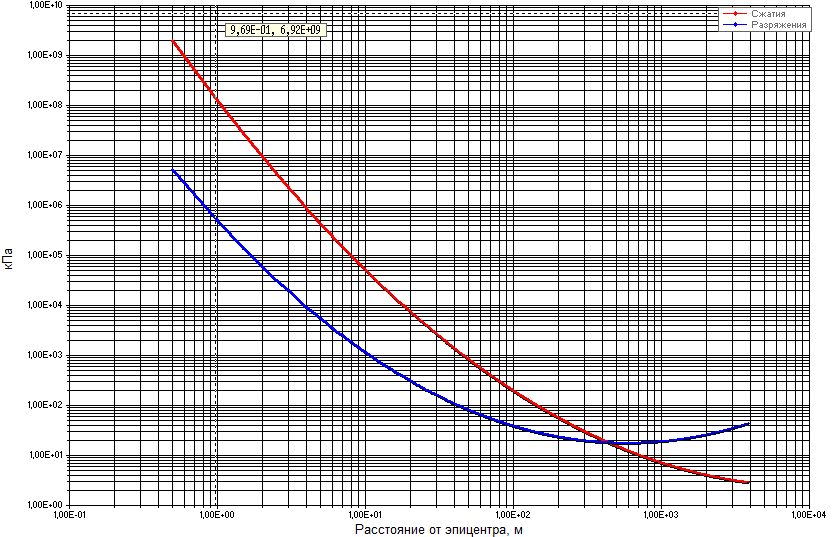 1,00E+10
Сжатия
Разряжения
9,69E-01, 6,92E+09
1,00E+09
1,00E+08
1,00E+07
1,00E+06
1,00E+05
1,00E+04
1,00E+03
1,00E+02
1,00E+01
1,00E+00
кПа
1,00E-01
1,00E+00
1,00E+01
1,00E+02
1,00E+03
1,00E+04
Расстояние от эпицентра, м